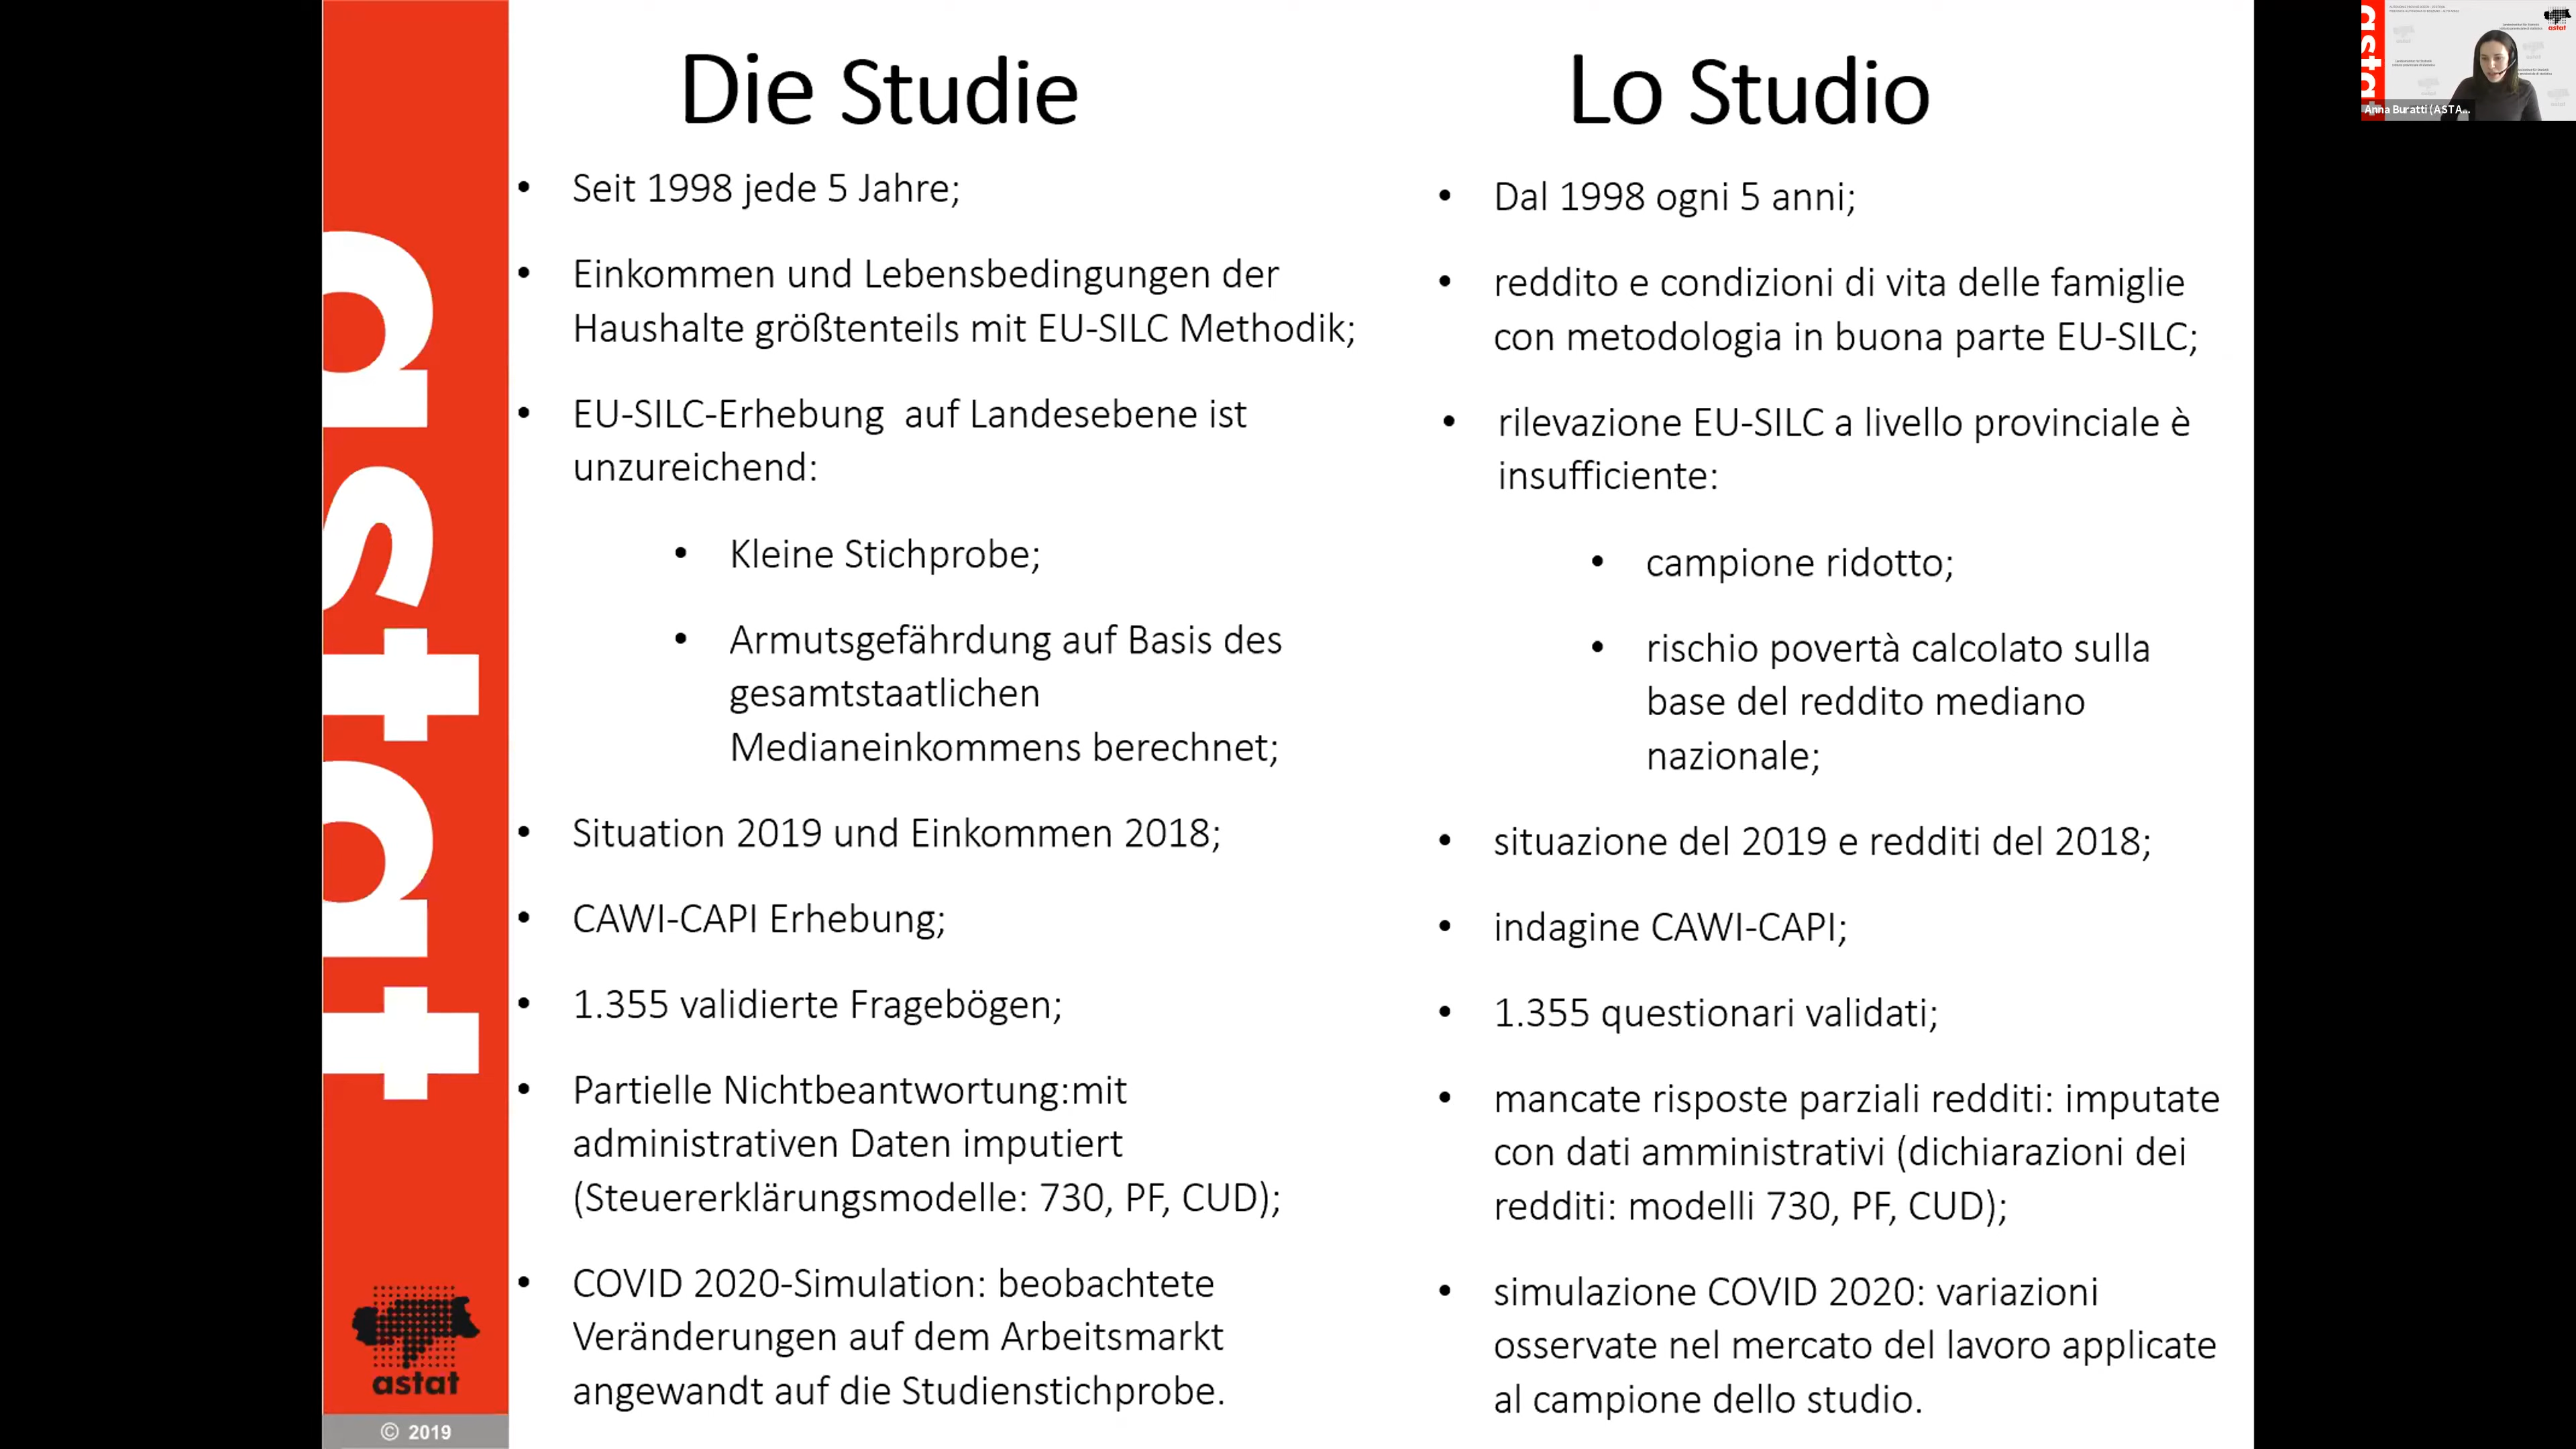 astat
Die Studie
• Seit 1998 jede 5 Jahre;
• Einkommen und Lebensbedingungen der
Haushalte größtenteils mit EU-SILC Methodik;
• EU-SILC-Erhebung  auf Landesebene ist
unzureichend:
• Kleine Stichprobe;
• Armutsgefährdung auf Basis des
gesamtstaatlichen
Medianeinkommens berechnet;
• Situation 2019 und Einkommen 2018;
• CAWI-CAPI Erhebung;
• 1.355 validierte Fragebögen;
• Partielle Nichtbeantwortung:mit
administrativen Daten imputiert
(Steuererklärungsmodelle: 730, PF, CUD);
• COVID 2020-Simulation: beobachtete
Veränderungen auf dem Arbeitsmarkt
angewandt auf die Studienstichprobe.
Lo Studio
• Dal 1998 ogni 5 anni;
• reddito e condizioni di vita delle famiglie
con metodologia in buona parte EU-SILC;
• rilevazione EU-SILC a livello provinciale è
insufficiente:
• campione ridotto;
• rischio povertà calcolato sulla
base del reddito mediano
nazionale;
• situazione del 2019 e redditi del 2018;
• indagine CAWI-CAPI;
• 1.355 questionari validati;
• mancate risposte parziali redditi: imputate
con dati amministrativi (dichiarazioni dei
redditi: modelli 730, PF, CUD);
• simulazione COVID 2020: variazioni
osservate nel mercato del lavoro applicate
al campione dello studio.
astat
© 2019
astat
astat
Anna Buratti (ASTA...